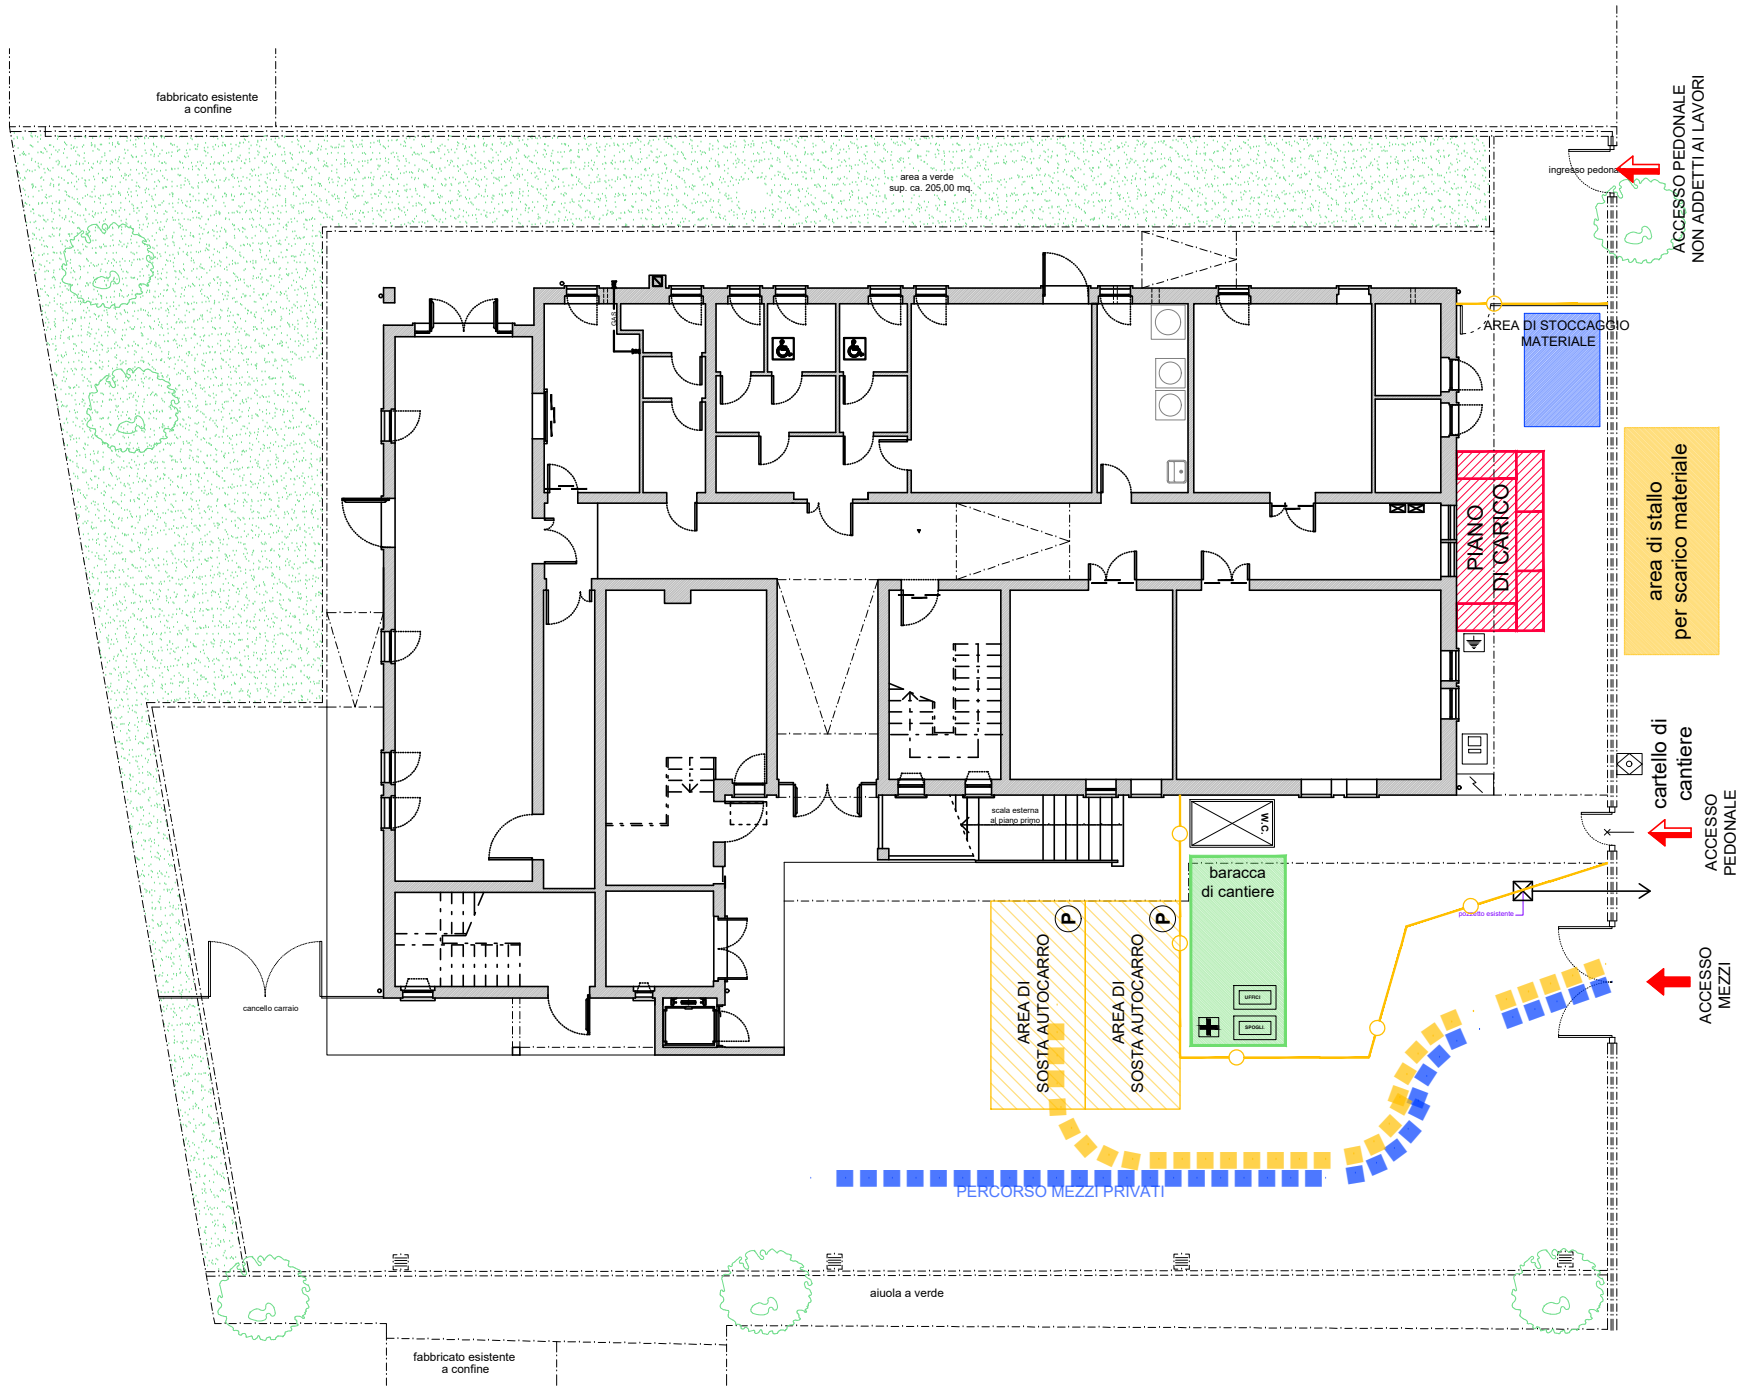 fabbricato esistente
a confine
area a verde
sup. ca. 205,00 mq.
ingresso pedona
ACCESSO PEDONALE
NON ADDETTI AI LAVORI
GAS
AREA DI STOCCAGGIO
MATERIALE
PIANO
DI CARICO
area di stallo
per scarico materiale
cartello di
cantiere
ACCESSO
PEDONALE
scala esterna
al piano primo
W.C.
baracca
di cantiere
pozzetto esistente
P
P
AREA DI
SOSTA AUTOCARRO
AREA DI
SOSTA AUTOCARRO
UFFICI
SPOGLI.
ACCESSO
MEZZI
cancello carraio
PERCORSO MEZZI PRIVATI
aiuola a verde
fabbricato esistente
a confine